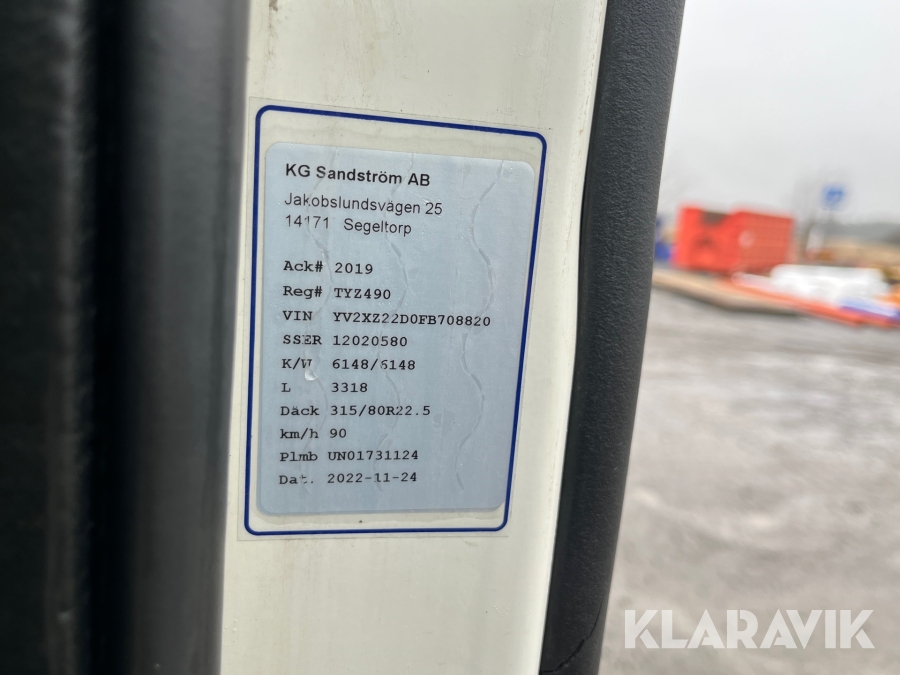 KG Sandström AB
Jakobslundsvägen 25
14171 Segeltorp
Ack# 2019
Reg# TYZ490
VIN YV2XZ22D0FB708820
SSER 12020580
K/W 6148/6148
L 3318
Däck 315/80R22.5
km/h 90
Plmb UN01731124
Dat. 2022-11-24
KLARAVIK